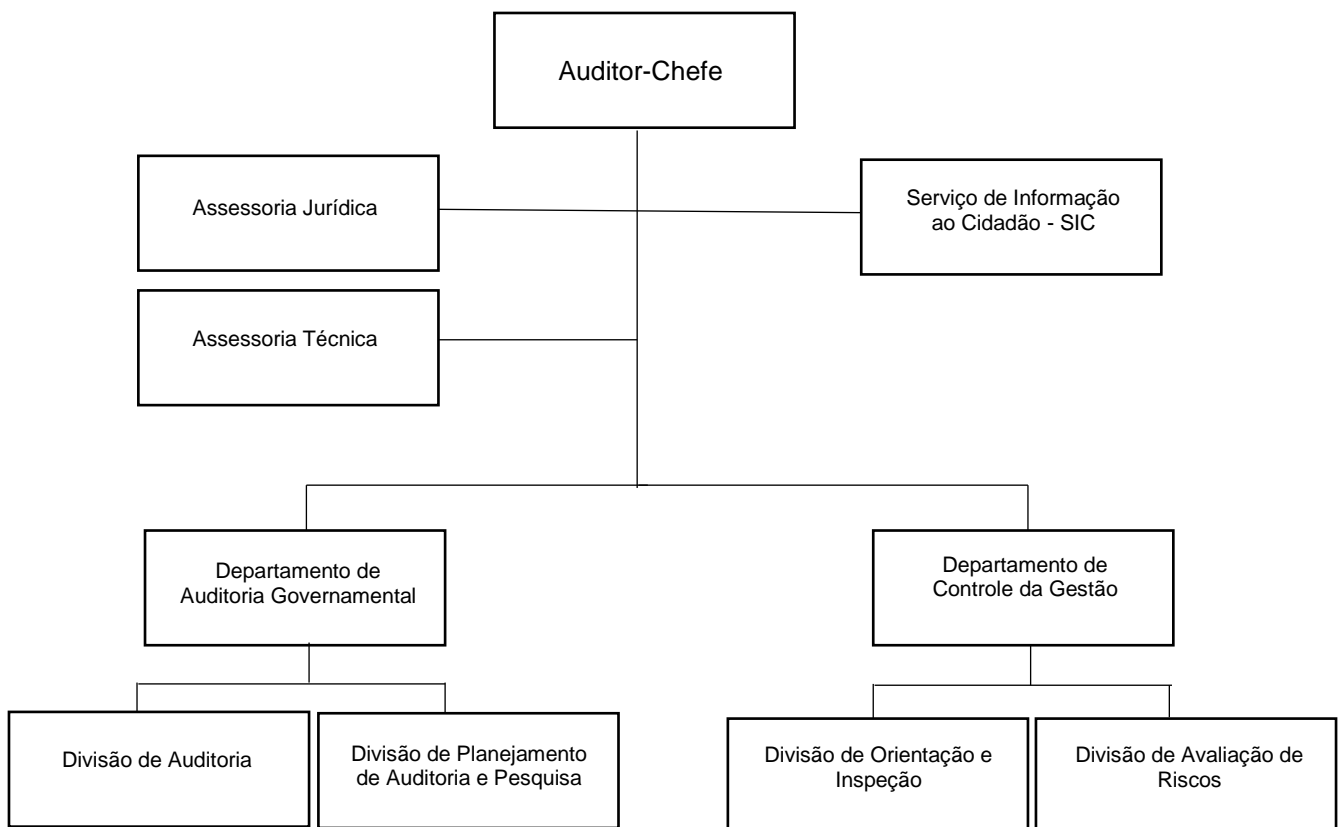 Auditor-Chefe
Assessoria Jurídica
Serviço de Informação
ao Cidadão - SIC
Assessoria Técnica
Departamento de
Auditoria Governamental
Departamento de
Controle da Gestão
Divisão de Auditoria
Divisão de Planejamento
de Auditoria e Pesquisa
Divisão de Orientação e
Inspeção
Divisão de Avaliação de
Riscos